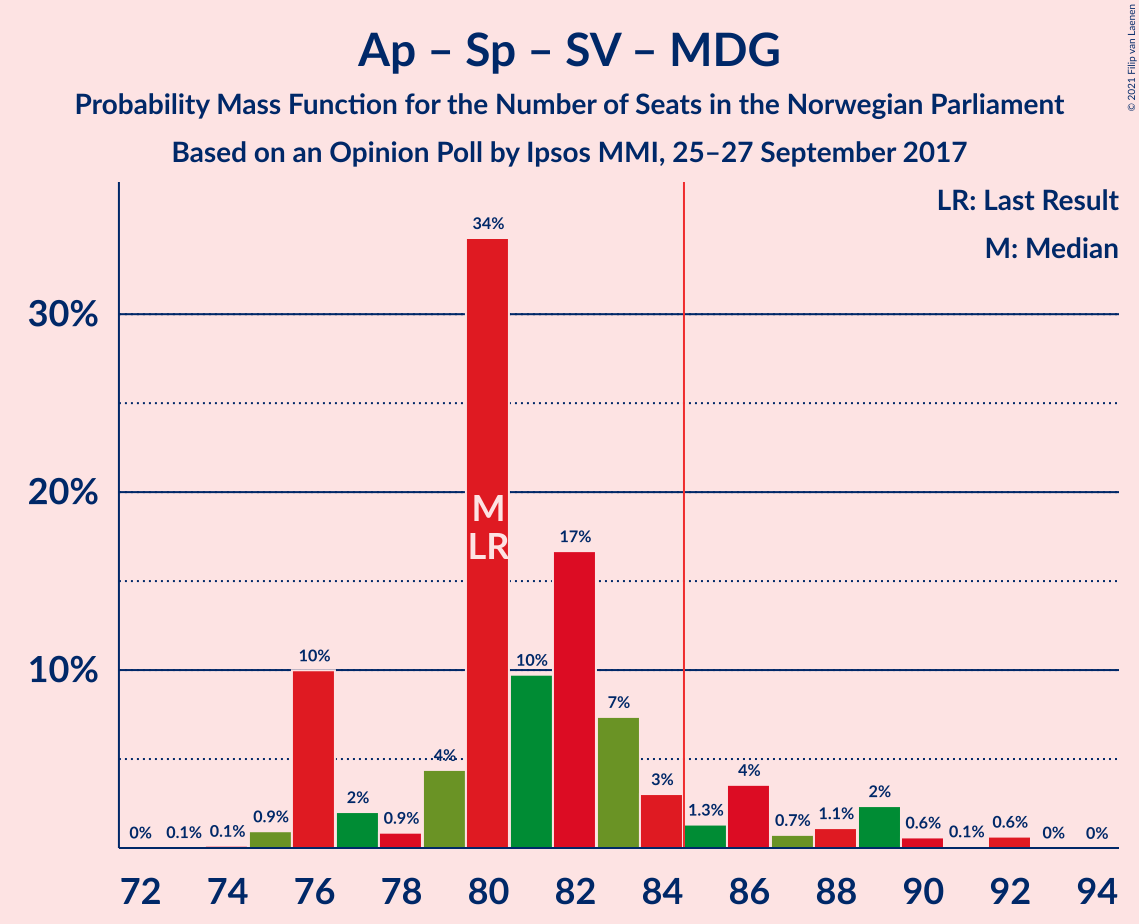 Ap – Sp – SV – MDG
Probability Mass Function for the Number of Seats in the Norwegian Parliament
Based on an Opinion Poll by Ipsos MMI, 25–27 September 2017
© 2021 Filip van Laenen
LR: Last Result
M: Median
30%
20%
10%
0%
0.1%
0.1%
0.9%
10%
2%
0.9%
4%
34%
M
LR
10%
17%
7%
3%
1.3%
4%
0.7%
1.1%
2%
0.6%
0.1%
0.6%
0%
0%
72 74 76 78 80 82 84 86 88 90 92 94